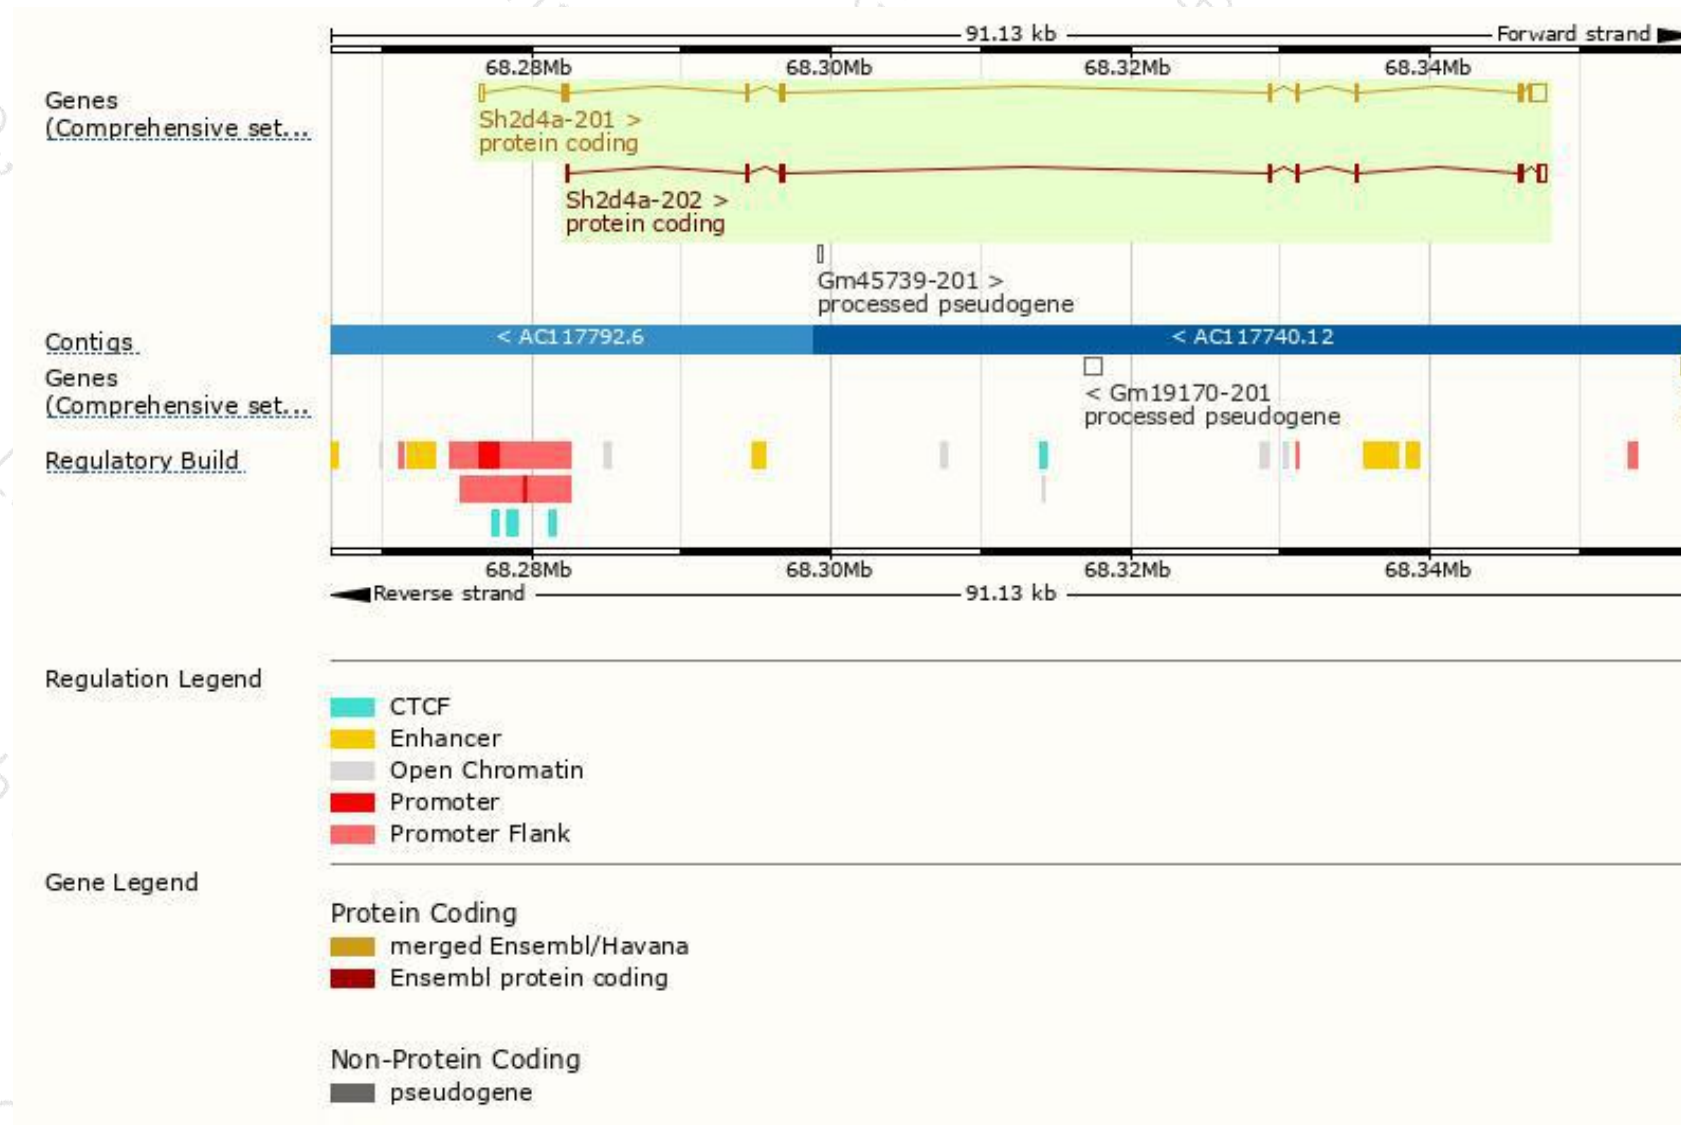 91.13 kb Forward strand
68.28Mb 68.30Mb 68.32Mb 68.34Mb
Genes
(Comprehensive set...
Sh2d4a-201 >
protein coding
Sh2d4a-202 >
protein coding
Gm45739-201 >
processed pseudogene
Contigs
< AC117792.6 < AC117740.12
Genes
(Comprehensive set...
< Gm19170-201
processed pseudogene
Regulatory Build
68.28Mb 68.30Mb 68.32Mb 68.34Mb
Reverse strand 91.13 kb
Regulation Legend
CTCF
Enhancer
Open Chromatin
Promoter
Promoter Flank
Gene Legend
Protein Coding
merged Ensembl/Havana
Ensembl protein coding
Non-Protein Coding
pseudogene